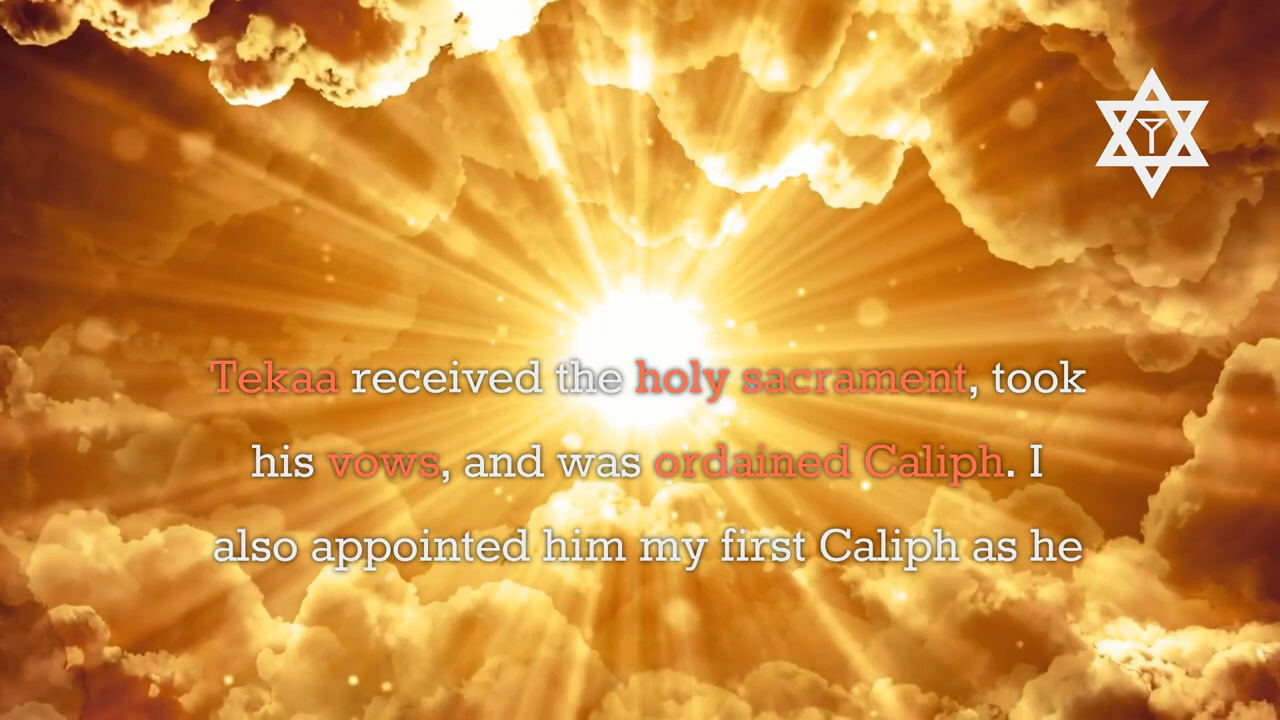 Tekaa received the holy sacrament, took
his vows, and was ordained Caliph. I
also appointed him my first Caliph as he